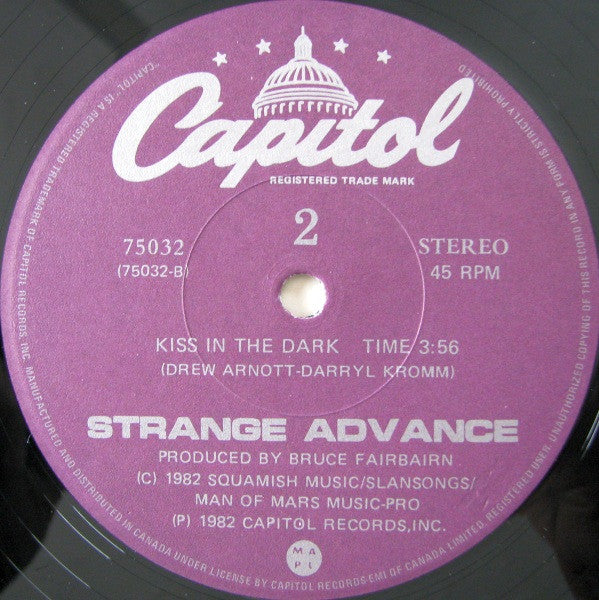 Capitol
REGISTERED TRADE MARK
2
75032 STEREO
(75032-B) 45 RPM
KISS IN THE DARK TIME 3:56
(DREW ARNOTT-DARRYL KROMM)
STRANGE ADVANCE
PRODUCED BY BRUCE FAIRBAIRN
(C) 1982 SQUAMISH MUSIC/SLANSONGS/
MAN OF MARS MUSIC-PRO
(P) 1982 CAPITOL RECORDS,INC.
M A
P L
"CAPITOL" IS A REGISTERED TRADEMARK OF CAPITOL RECORDS, INC. MANUFACTURED AND DISTRIBUTED IN CANADA UNDER LICENSE BY CAPITOL RECORDS-EMI OF CANADA LIMITED, REGISTERED USER. UNAUTHORIZED COPYING OF THIS RECORD IN ANY FORM IS STRICTLY PROHIBITED